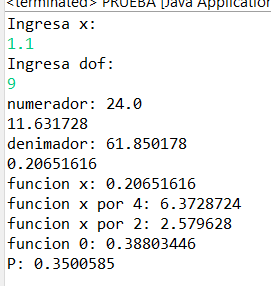 <terminated> PRUEBA [Java Application
Ingresa x:
1.1
Ingresa dof:
9
numerador: 24.0
11.631728
denimador: 61.850178
0.20651616
funcion x: 0.20651616
funcion x por 4: 6.3728724
funcion x por 2: 2.579628
funcion 0: 0.38803446
P: 0.3500585